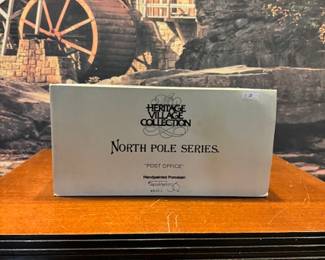 HERITAGE
VILLAGE
COLLECTION
NORTH POLE SERIES.
"POST OFFICE"
Handpainted Porcelain